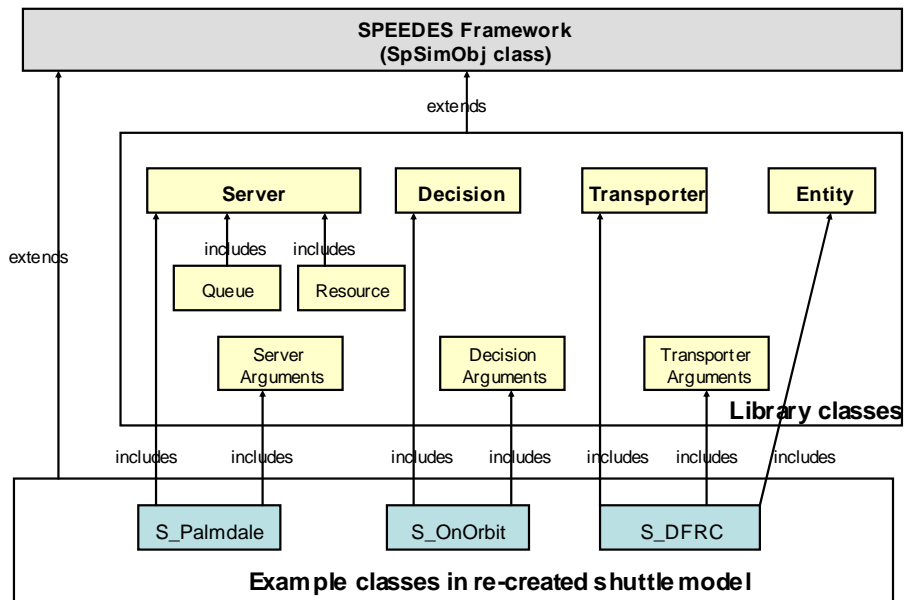 SPEEDES Framework
(SpSimObj class)
extends
Server
Decision
Transporter
Entity
includes
includes
extends
Queue
Resource
Server
Arguments
Decision
Arguments
Transporter
Arguments
Library classes
includes
includes
includes
includes
includes
includes
includes
S_Palmdale
S_OnOrbit
S_DFRC
Example classes in re-created shuttle model